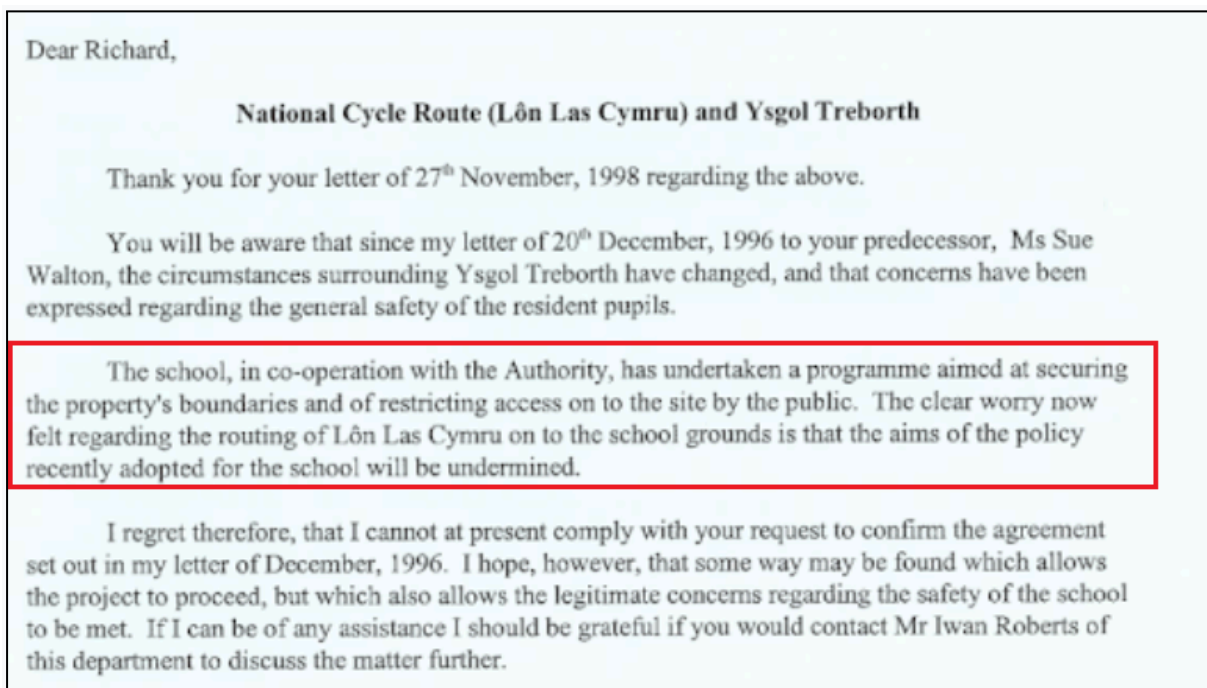 Dear Richard,
National Cycle Route (Lôn Las Cymru) and Ysgol Treborth
Thank you for your letter of 27th November, 1998 regarding the above.
You will be aware that since my letter of 20th December, 1996 to your predecessor, Ms Sue
Walton, the circumstances surrounding Ysgol Treborth have changed, and that concerns have been
expressed regarding the general safety of the resident pupils.
The school, in co-operation with the Authority, has undertaken a programme aimed at securing
the property's boundaries and of restricting access on to the site by the public. The clear worry now
felt regarding the routing of Lôn Las Cymru on to the school grounds is that the aims of the policy
recently adopted for the school will be undermined.
I regret therefore, that I cannot at present comply with your request to confirm the agreement
set out in my letter of December, 1996. I hope, however, that some way may be found which allows
the project to proceed, but which also allows the legitimate concerns regarding the safety of the school
to be met. If I can be of any assistance I should be grateful if you would contact Mr Iwan Roberts of
this department to discuss the matter further.